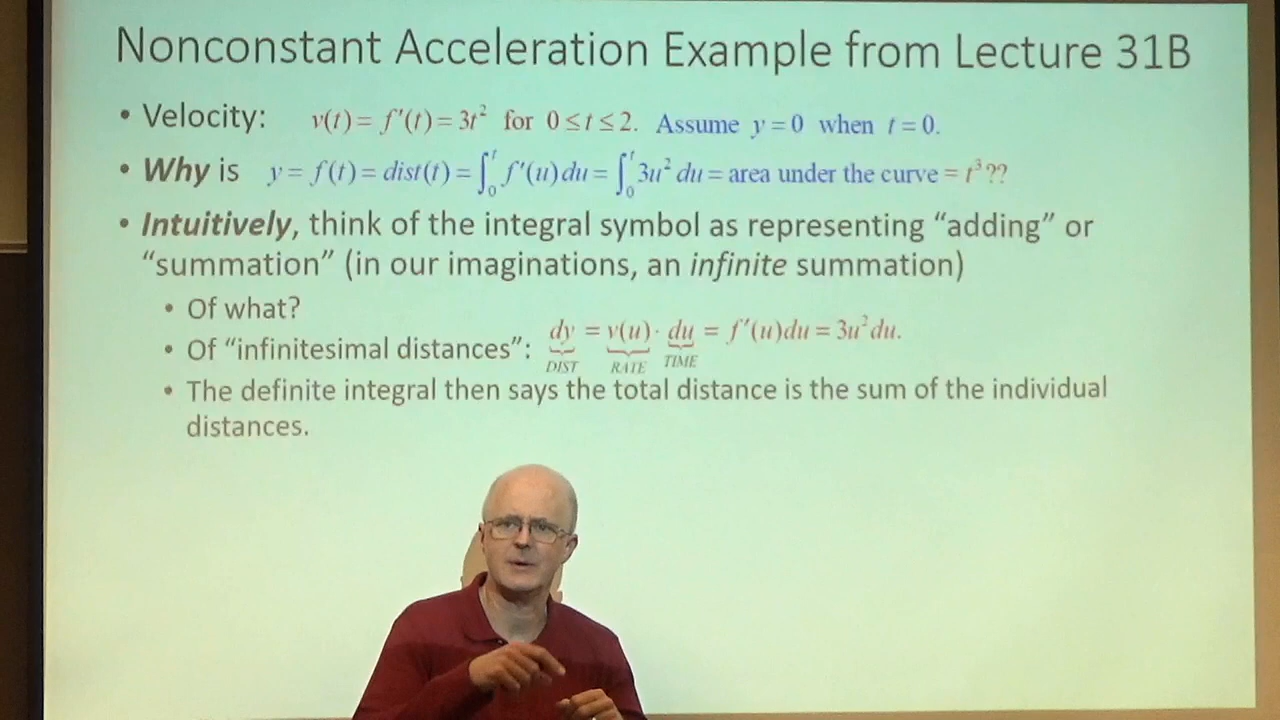 Nonconstant Acceleration Example from Lecture 31B
• Velocity: v(t) = f'(t) = 3t² for 0 ≤ t ≤ 2. Assume y = 0 when t = 0.
• Why is y = f(t) = dist(t) = ∫₀ᵗ f'(u) du = ∫₀ᵗ 3u² du = area under the curve = t³ ??
• Intuitively, think of the integral symbol as representing “adding” or
“summation” (in our imaginations, an infinite summation)
• Of what?
• Of “infinitesimal distances”: dy = v(u) · du = f'(u)du = 3u² du.
DIST RATE TIME
• The definite integral then says the total distance is the sum of the individual
distances.